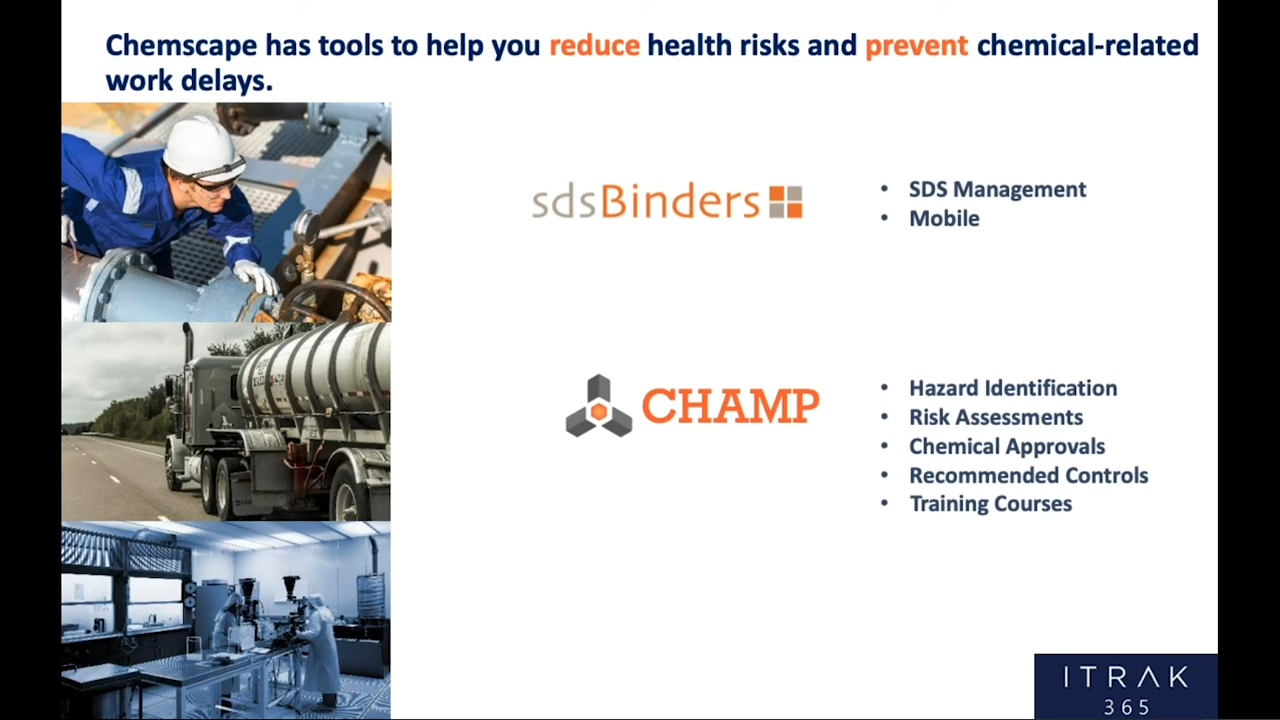 Chemscape has tools to help you reduce health risks and prevent chemical-related
work delays.
sdsBinders
• SDS Management
• Mobile
CHAMP
• Hazard Identification
• Risk Assessments
• Chemical Approvals
• Recommended Controls
• Training Courses
ITRAK
365